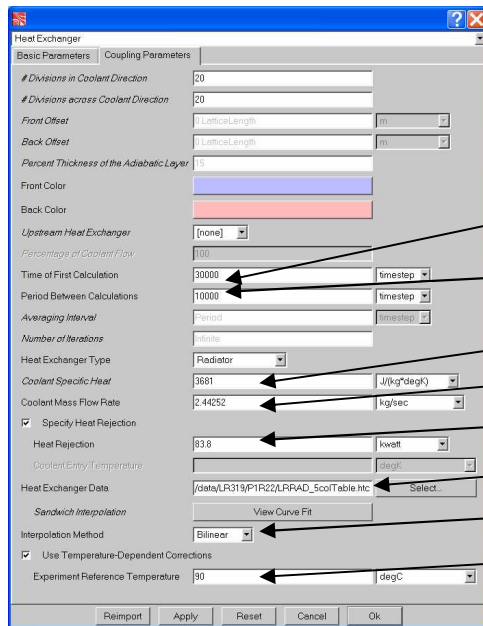 Heat Exchanger
Basic Parameters Coupling Parameters
# Divisions in Coolant Direction 20
# Divisions across Coolant Direction 20
Front Offset 0 LatticeLength m
Back Offset 0 LatticeLength m
Percent Thickness of the Adiabatic Layer 15
Front Color
Back Color
Upstream Heat Exchanger [none]
Percentage of Coolant Flow 100
Time of First Calculation 30000 timestep
Period Between Calculations 10000 timestep
Averaging Interval Period timestep
Number of Iterations Infinite
Heat Exchanger Type Radiator
Coolant Specific Heat 3681 J/(kg*degK)
Coolant Mass Flow Rate 2.44252 kg/sec
Specify Heat Rejection
Heat Rejection 83.8 kwatt
Coolant Entry Temperature degK
Heat Exchanger Data /data/LR319/P1R22/LRRAD_5colTable.htc Select...
Sandwich Interpolation View Curve Fit
Interpolation Method Bilinear
Use Temperature-Dependent Corrections
Experiment Reference Temperature 90 degC
Reimport Apply Reset Cancel Ok